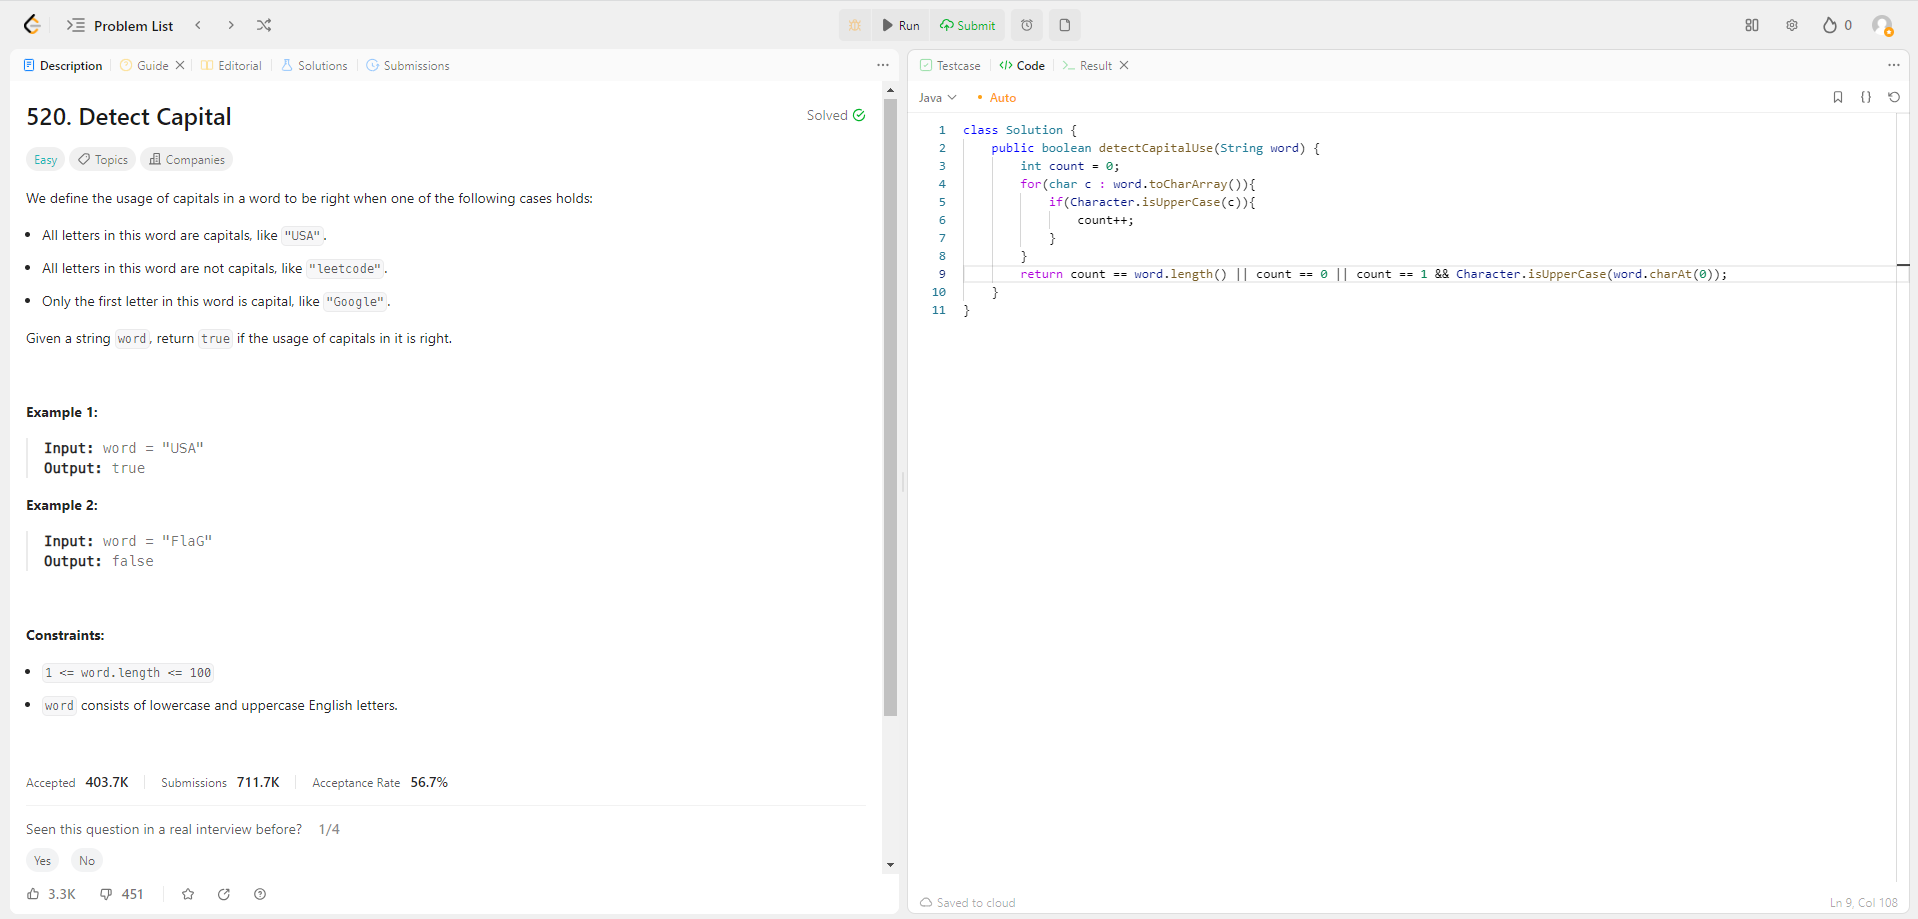 Problem List
Run
Submit
0
Description
Guide
Editorial
Solutions
Submissions
520. Detect Capital
Solved
Easy
Topics
Companies
We define the usage of capitals in a word to be right when one of the following cases holds:
All letters in this word are capitals, like "USA".
All letters in this word are not capitals, like "leetcode".
Only the first letter in this word is capital, like "Google".
Given a string word, return true if the usage of capitals in it is right.
Example 1:
Input: word = "USA"
Output: true
Example 2:
Input: word = "FlaG"
Output: false
Constraints:
1 <= word.length <= 100
word consists of lowercase and uppercase English letters.
Accepted 403.7K
Submissions 711.7K
Acceptance Rate 56.7%
Seen this question in a real interview before? 1/4
Yes
No
3.3K
451
Testcase
Code
Result
Java
Auto
1 class Solution {
2 public boolean detectCapitalUse(String word) {
3 int count = 0;
4 for(char c : word.toCharArray()){
5 if(Character.isUpperCase(c)){
6 count++;
7 }
8 }
9 return count == word.length() || count == 0 || count == 1 && Character.isUpperCase(word.charAt(0));
10 }
11 }
Saved to cloud
Ln 9, Col 108